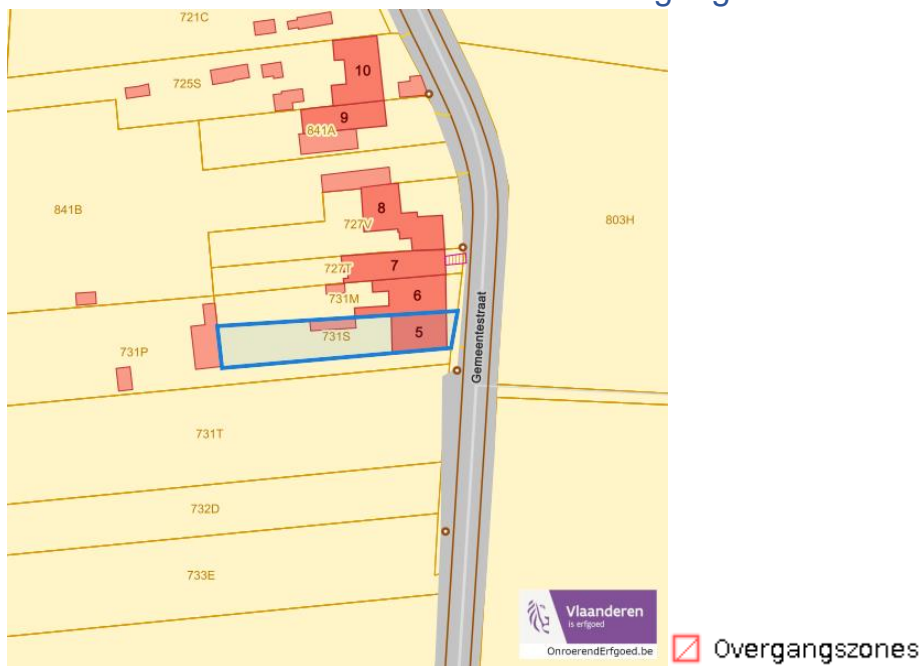 721C
10
725S
9
841A
841B
8
803H
727V
7
727T
6
731M
Gemeentestraat
5
731S
731P
731T
732D
733E
Vlaanderen
is erfgoed
OnroerendErfgoed.be
Overgangszones